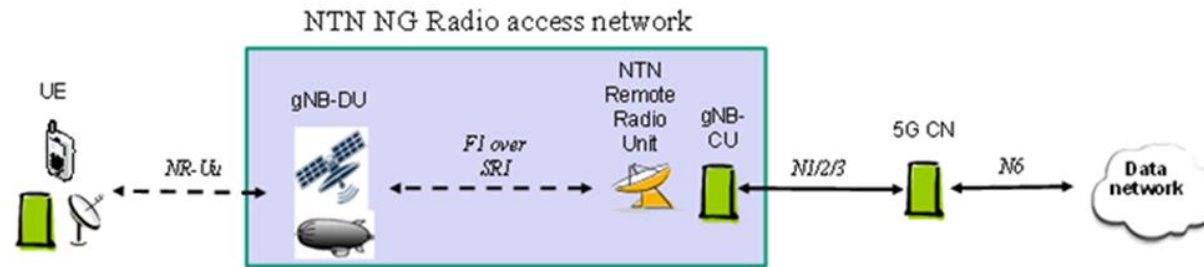 NTN NG Radio access network
UE
gNB-DU
NTN
Remote
Radio
Unit
gNB-
CU
5G CN
NR-Uu
F1 over
SRI
N1/2/3
N6
Data
network